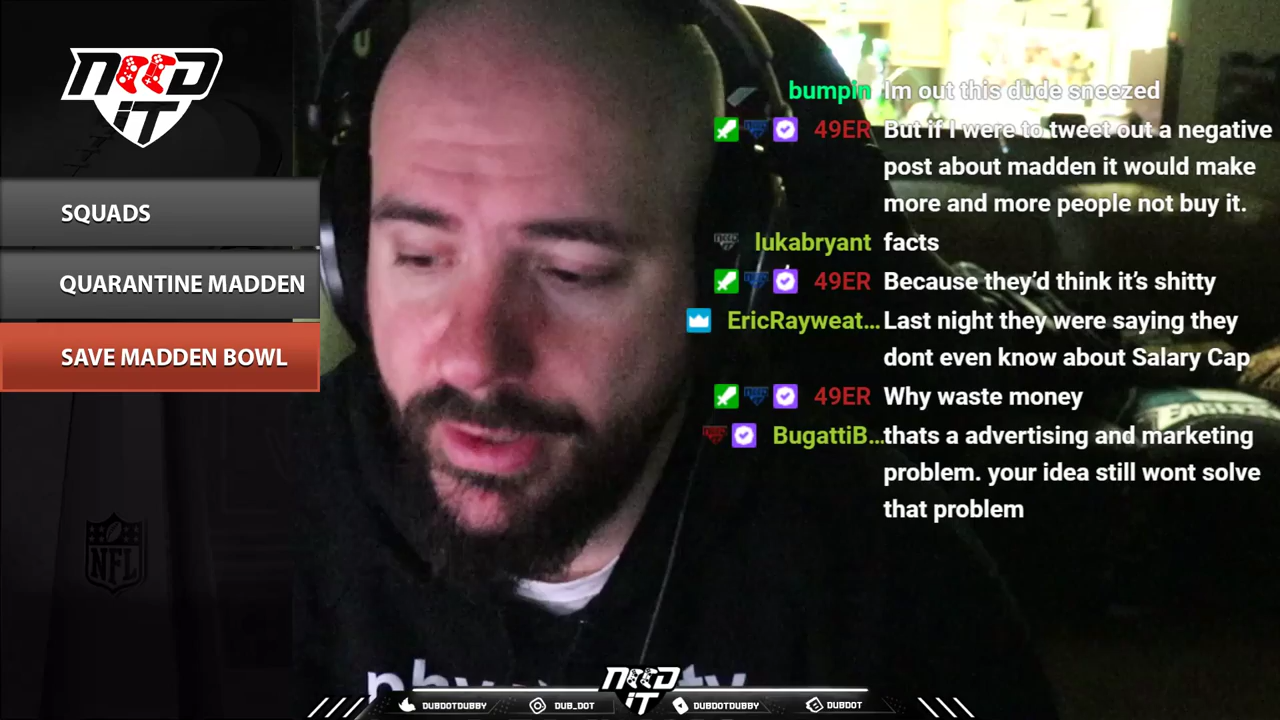 NEED
iT
SQUADS
QUARANTINE MADDEN
SAVE MADDEN BOWL
NFL
bumpin Im out this dude sneezed
49ER But if I were to tweet out a negative
post about madden it would make
more and more people not buy it.
lukabryant facts
49ER Because they'd think it's shitty
EricRayweat... Last night they were saying they
dont even know about Salary Cap
49ER Why waste money
EAGLES
BugattiB... thats a advertising and marketing
problem. your idea still wont solve
that problem
NEED
iT
DUBDOTDUBBY
DUB_DOT
DUBDOTDUBBY
DUBDOT